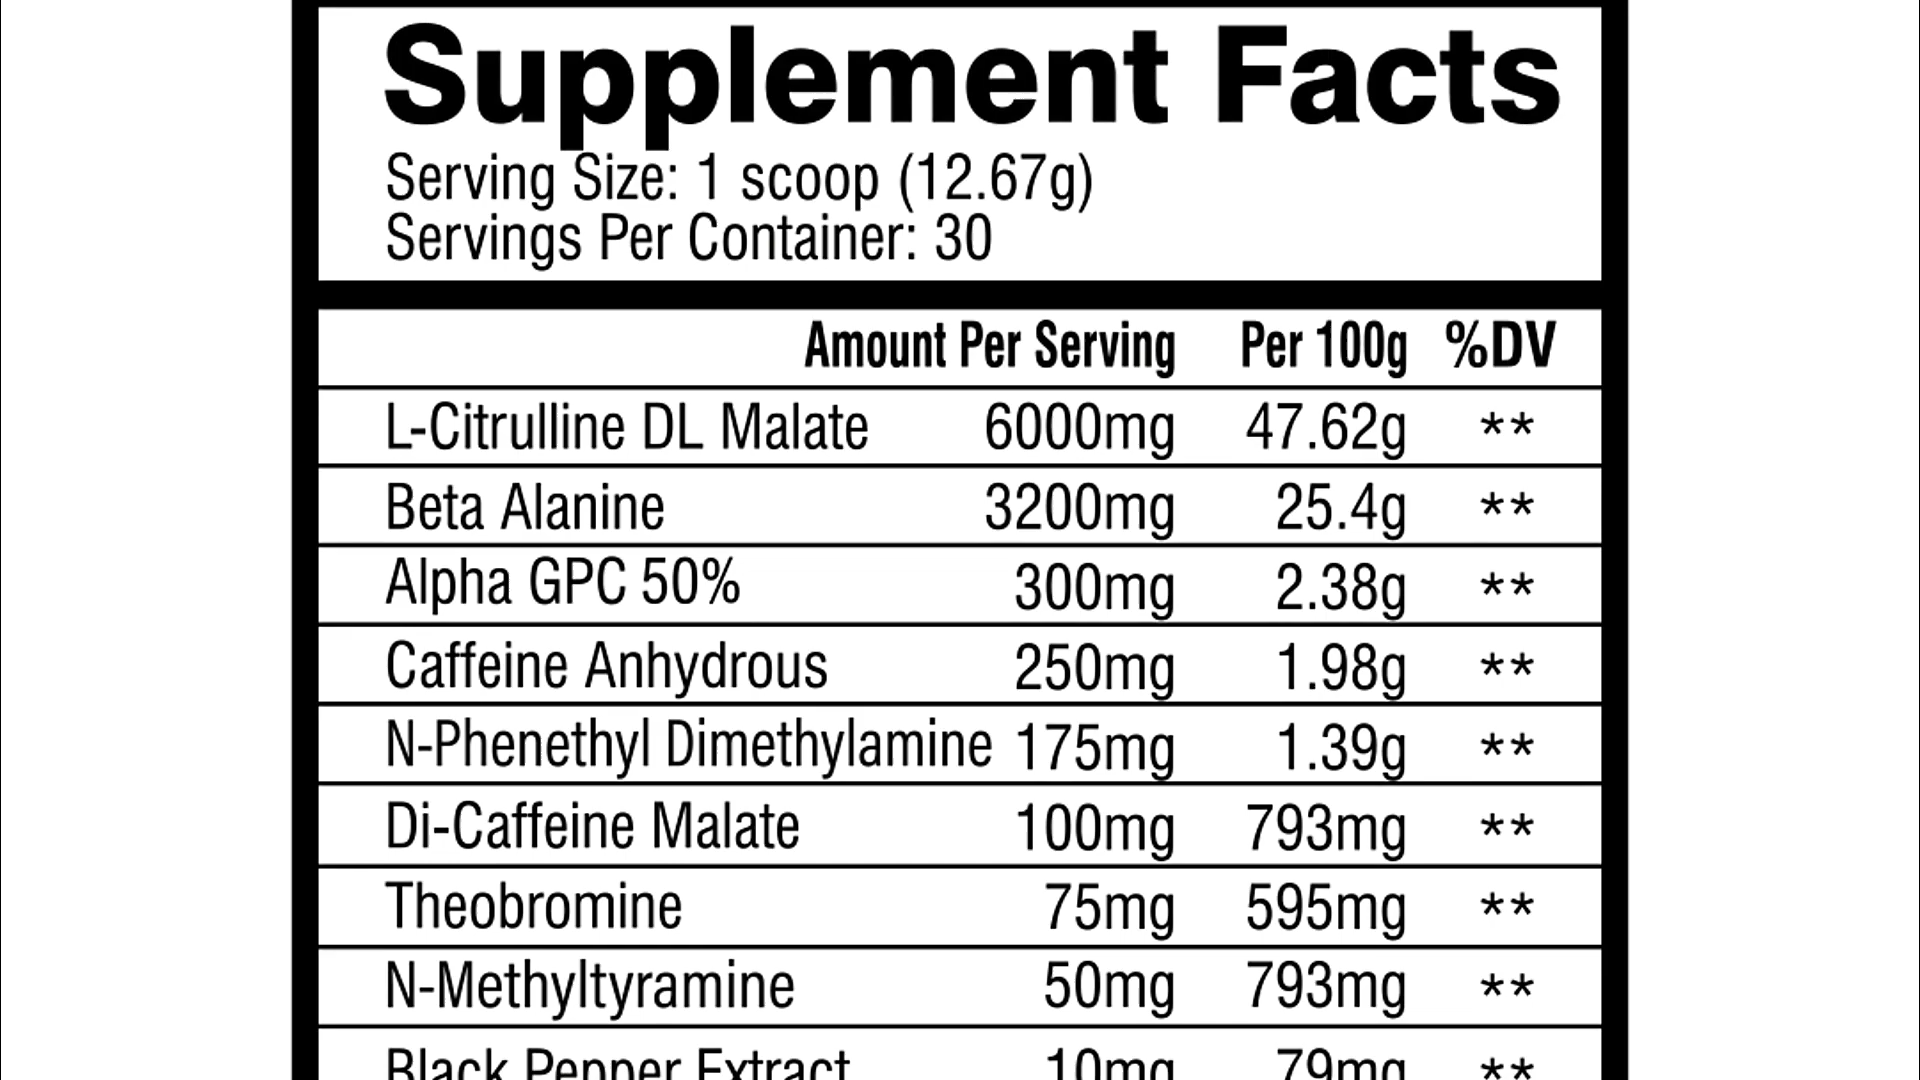 Supplement Facts
Serving Size: 1 scoop (12.67g)
Servings Per Container: 30
Amount Per Serving Per 100g %DV
L-Citrulline DL Malate 6000mg 47.62g **
Beta Alanine 3200mg 25.4g **
Alpha GPC 50% 300mg 2.38g **
Caffeine Anhydrous 250mg 1.98g **
N-Phenethyl Dimethylamine 175mg 1.39g **
Di-Caffeine Malate 100mg 793mg **
Theobromine 75mg 595mg **
N-Methyltyramine 50mg 793mg **
Black Pepper Extract 10mg 79mg **